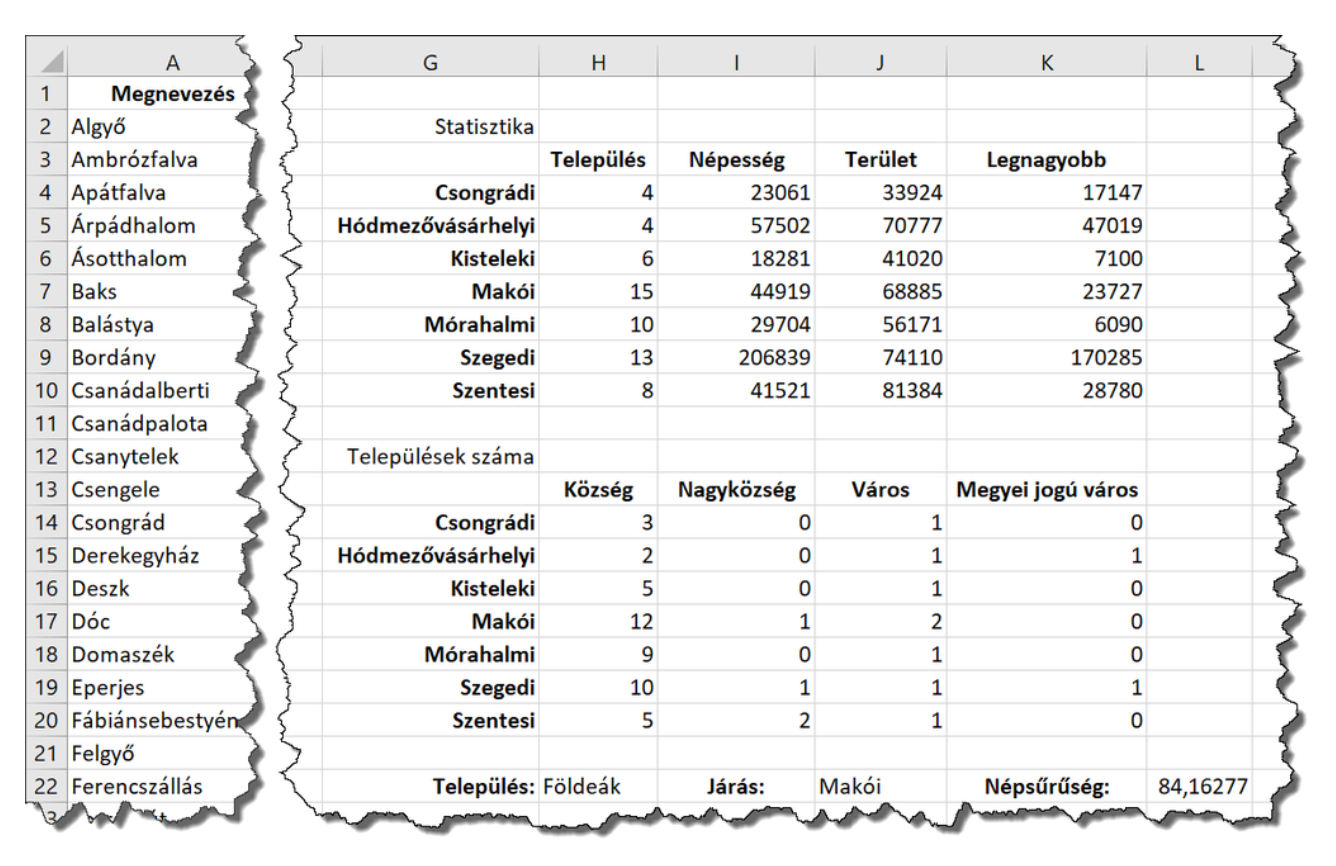 A G H I J K L
1 Megnevezés
2 Algyő Statisztika
3 Ambrózfalva Település Népesség Terület Legnagyobb
4 Apátfalva Csongrádi 4 23061 33924 17147
5 Árpádhalom Hódmezővásárhelyi 4 57502 70777 47019
6 Ásotthalom Kisteleki 6 18281 41020 7100
7 Baks Makói 15 44919 68885 23727
8 Balástya Mórahalmi 10 29704 56171 6090
9 Bordány Szegedi 13 206839 74110 170285
10 Csanádalberti Szentesi 8 41521 81384 28780
11 Csanádpalota
12 Csanytelek Települések száma
13 Csengele Község Nagyközség Város Megyei jogú város
14 Csongrád Csongrádi 3 0 1 0
15 Derekegyház Hódmezővásárhelyi 2 0 1 1
16 Deszk Kisteleki 5 0 1 0
17 Dóc Makói 12 1 2 0
18 Domaszék Mórahalmi 9 0 1 0
19 Eperjes Szegedi 10 1 1 1
20 Fábiánsebestyén Szentesi 5 2 1 0
21 Felgyő
22 Ferencszállás Település: Földeák Járás: Makói Népsűrűség: 84,16277